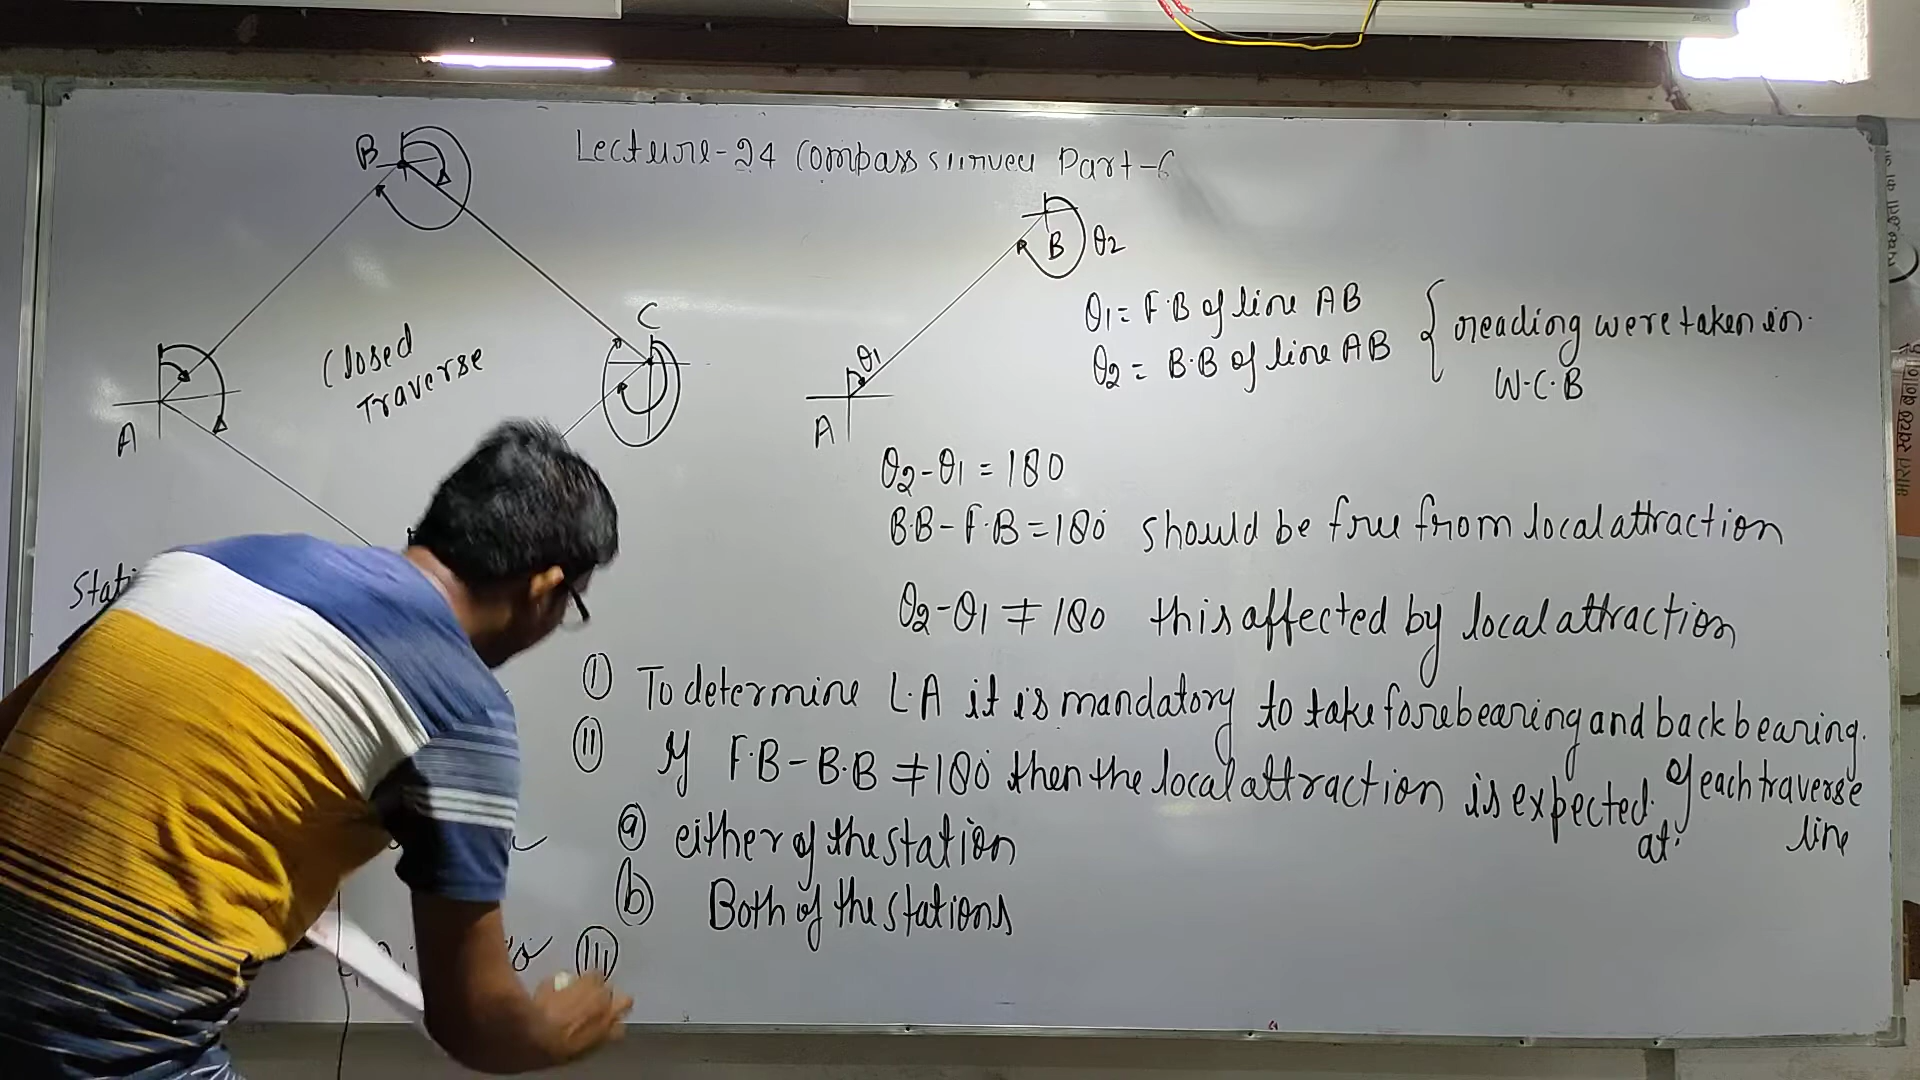 Lecture-24 Compass survey Part-6
B
C
A
Closed
Traverse
B
θ2
θ1
A
θ1 = F.B of line AB
θ2 = B.B of line AB
{ reading were taken in.
W.C.B
θ2-θ1 = 180
B.B - F.B = 180° should be free from local attraction
θ2-θ1 ≠ 180 this affected by local attraction
(I) To determine L.A it is mandatory to take fore bearing and back bearing.
of each traverse
line
(II) If F.B - B.B ≠ 180° then the local attraction is expected.
at.
(a) either of the station
(b) Both of the stations
(III)